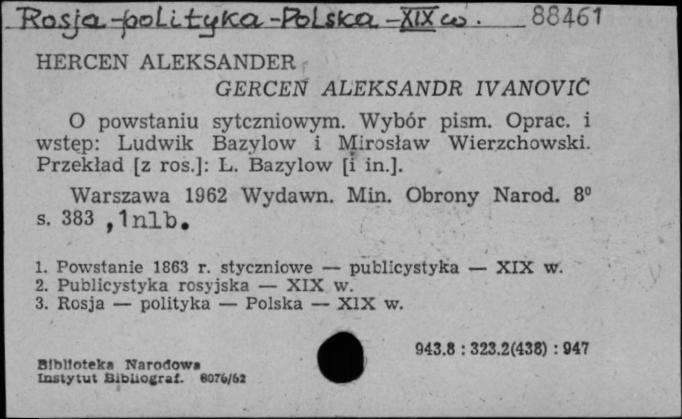 Rosja-polityka-Polska-XIX w. 88461
HERCEN ALEKSANDER
GERCEN ALEKSANDR IVANOVIČ
O powstaniu sytczniowym. Wybór pism. Oprac. i
wstęp: Ludwik Bazylow i Mirosław Wierzchowski.
Przekład [z ros.]: L. Bazylow [i in.].
Warszawa 1962 Wydawn. Min. Obrony Narod. 8⁰
s. 383 , 1 nlb.
1. Powstanie 1863 r. styczniowe — publicystyka — XIX w.
2. Publicystyka rosyjska — XIX w.
3. Rosja — polityka — Polska — XIX w.
943.8 : 323.2(438) : 947
Biblioteka Narodowa
Instytut Bibliograf. 8076/62